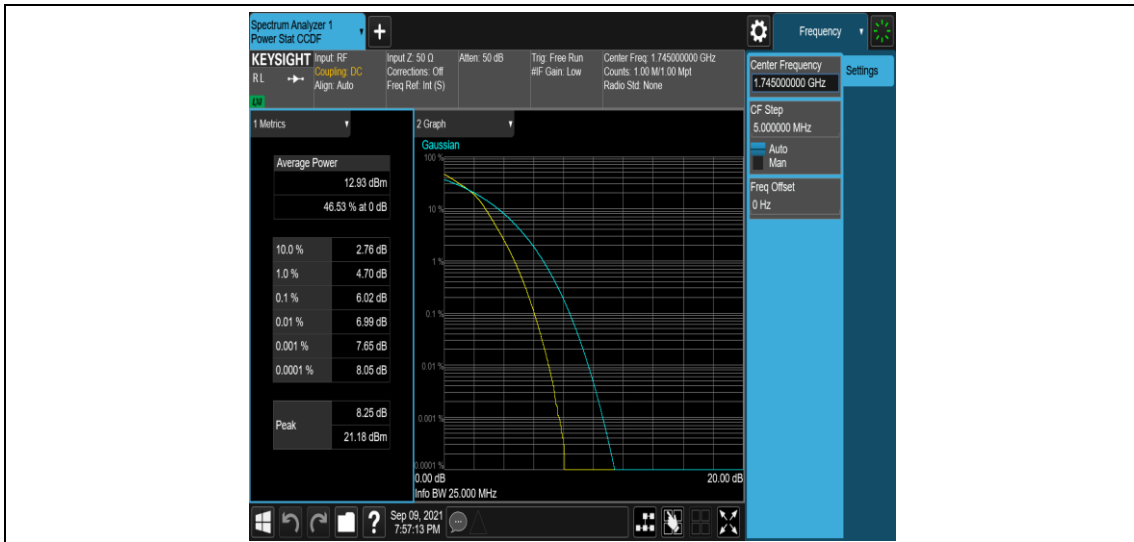 Spectrum Analyzer 1
Power Stat CCDF
+
Frequency
KEYSIGHT
R L
LXI
Input: RF
Coupling: DC
Align: Auto
Input Z: 50 Ω
Corrections: Off
Freq Ref: Int (S)
Atten: 50 dB
Trig: Free Run
#IF Gain: Low
Center Freq: 1.745000000 GHz
Counts: 1.00 M/1.00 Mpt
Radio Std: None
Center Frequency
1.745000000 GHz
Settings
CF Step
5.000000 MHz
Auto
Man
Freq Offset
0 Hz
1 Metrics
Average Power
12.93 dBm
46.53 % at 0 dB
10.0 % 2.76 dB
1.0 % 4.70 dB
0.1 % 6.02 dB
0.01 % 6.99 dB
0.001 % 7.65 dB
0.0001 % 8.05 dB
Peak
8.25 dB
21.18 dBm
2 Graph
Gaussian
100 %
10 %
1 %
0.1 %
0.01 %
0.001 %
0.0001 %
0.00 dB 20.00 dB
Info BW 25.000 MHz
?
Sep 09, 2021
7:57:13 PM